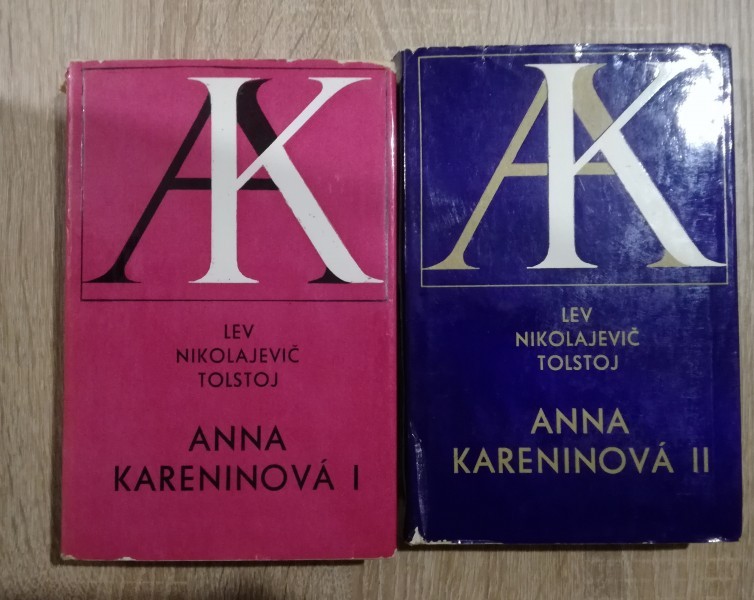 AK
LEV
NIKOLAJEVIČ
TOLSTOJ
ANNA
KARENINOVÁ I
AK
LEV
NIKOLAJEVIČ
TOLSTOJ
ANNA
KARENINOVÁ II